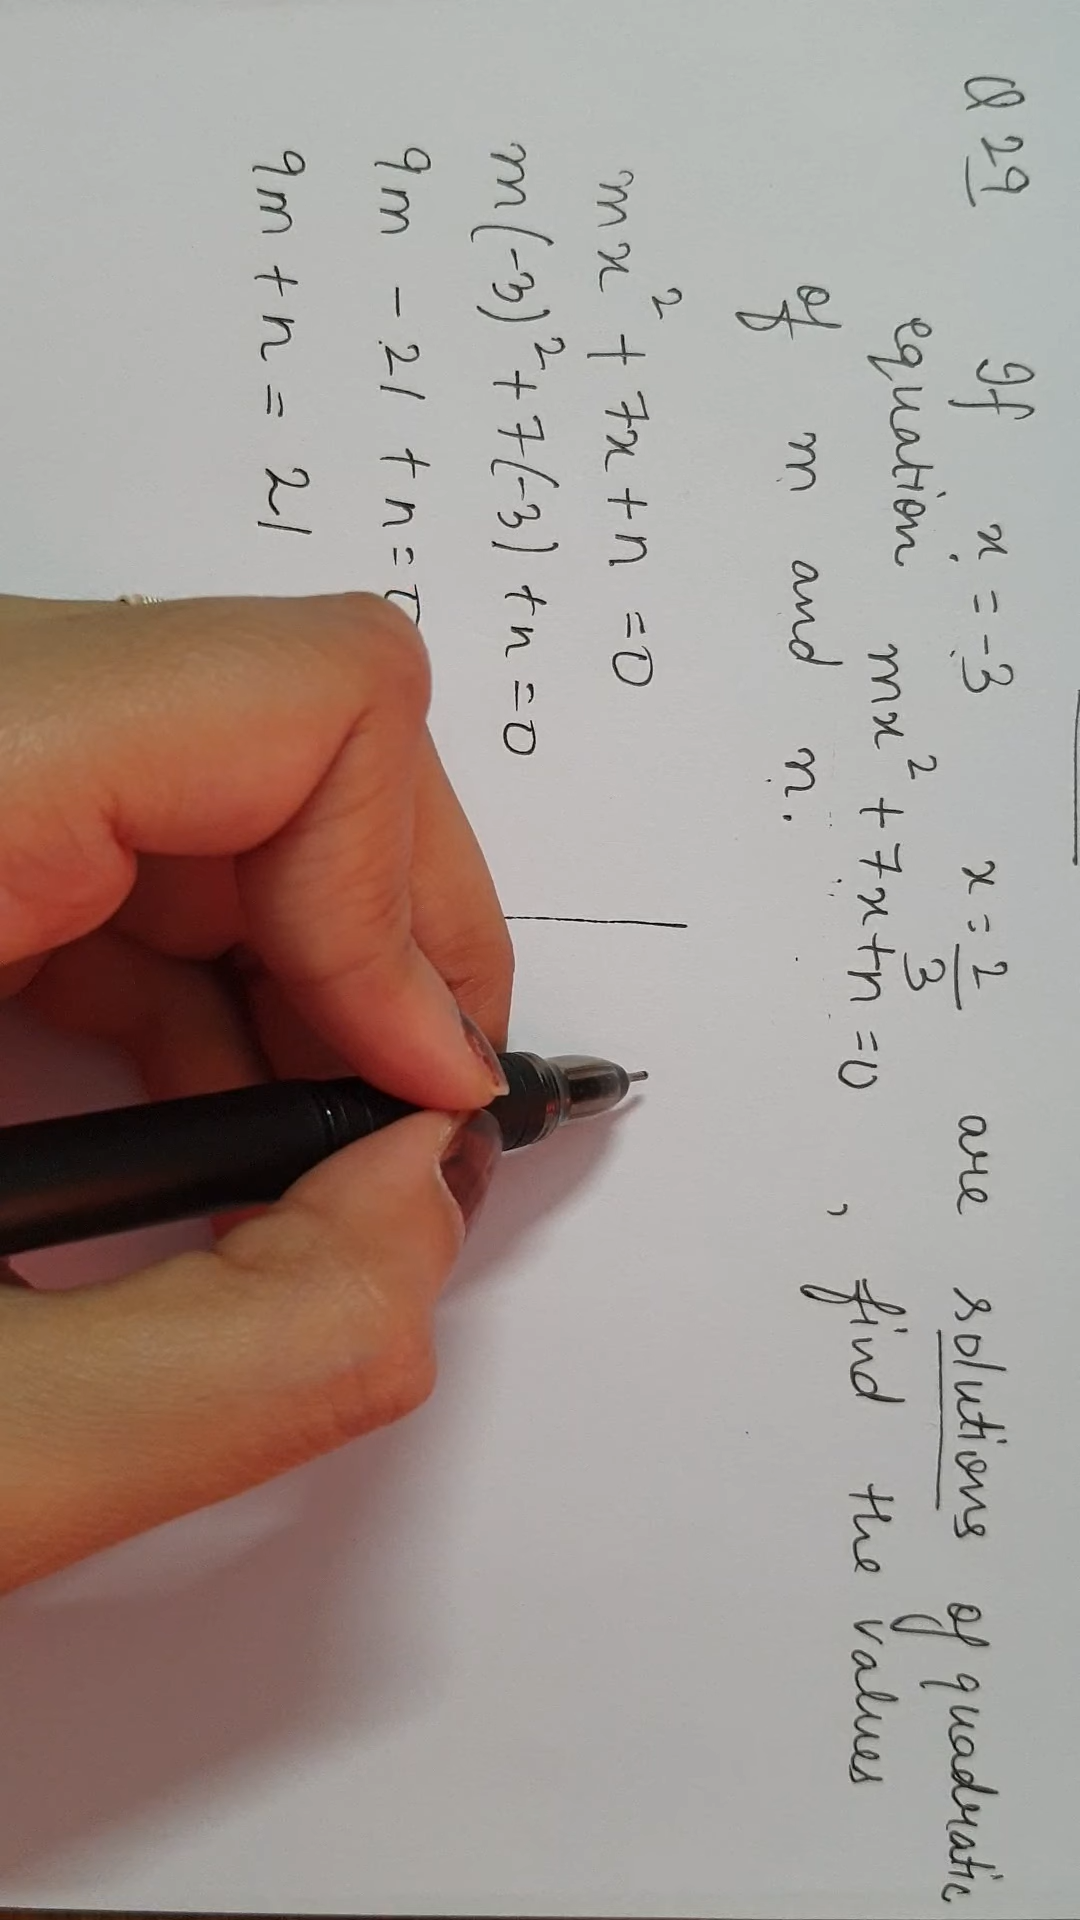 Q 29 If x = -3 x = 2/3 are solutions of quadratic
equation mx² + 7x + n = 0 , find the values
of m and n.
mx² + 7x + n = 0
m(-3)² + 7(-3) + n = 0
9m - 21 + n = 0
9m + n = 21